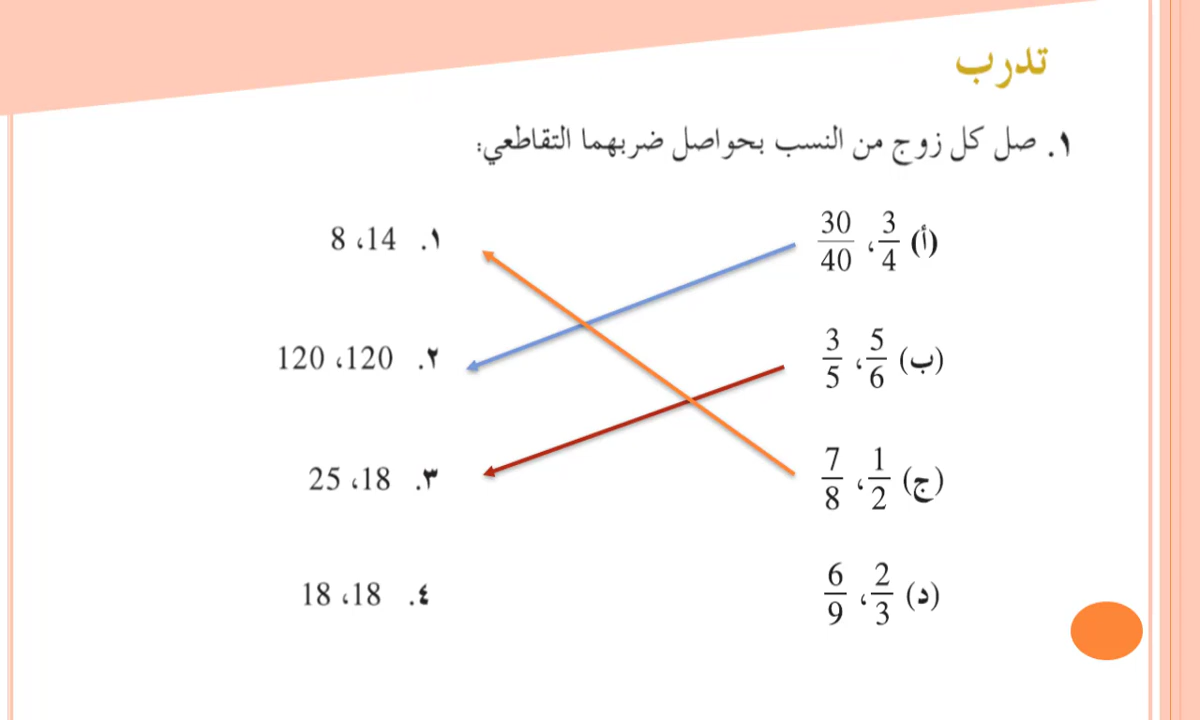 تدرب
١. صل كل زوج من النسب بحواصل ضربهما التقاطعي:
(أ) 3/4، 30/40
١. 14، 8
(ب) 5/6، 3/5
٢. 120، 120
(ج) 1/2، 7/8
٣. 18، 25
(د) 2/3، 6/9
٤. 18، 18